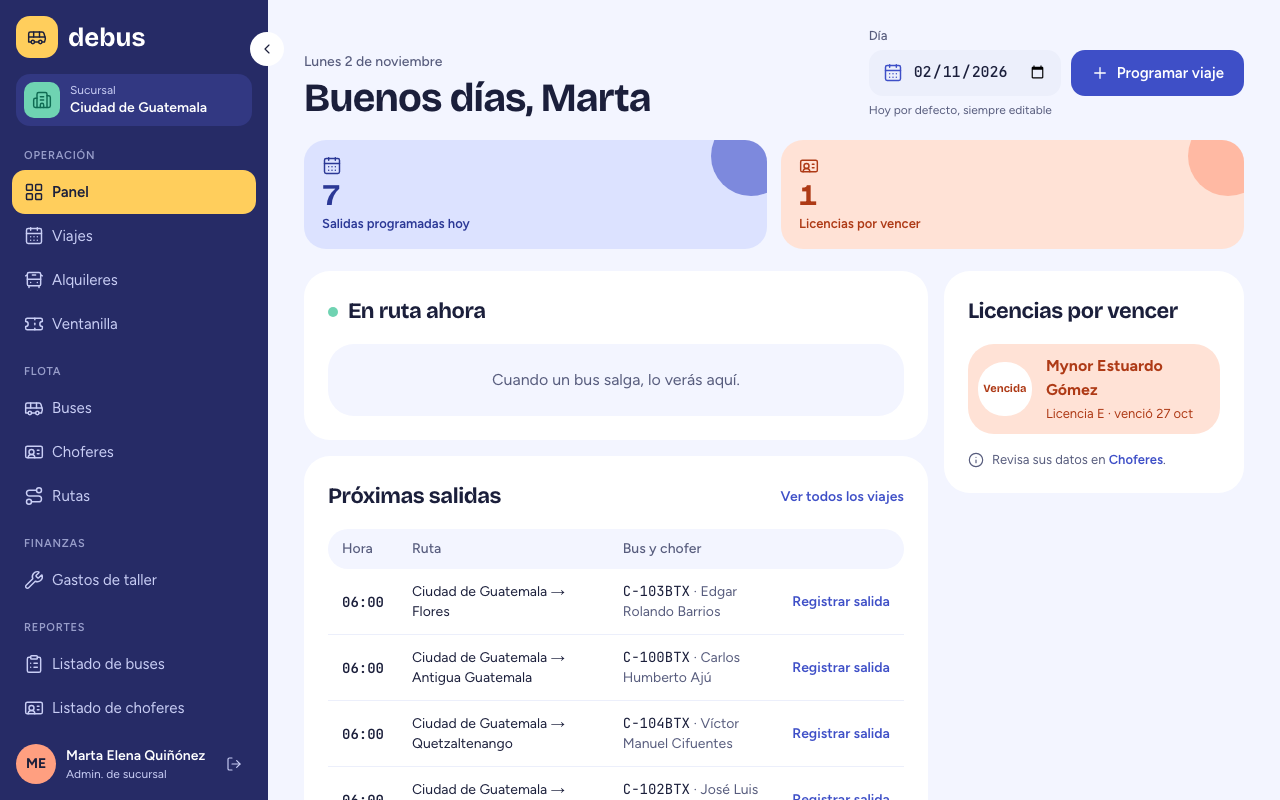 debus
Sucursal
Ciudad de Guatemala
OPERACIÓN
Panel
Viajes
Alquileres
Ventanilla
FLOTA
Buses
Choferes
Rutas
FINANZAS
Gastos de taller
REPORTES
Listado de buses
Listado de choferes
ME
Marta Elena Quiñónez
Admin. de sucursal
Lunes 2 de noviembre
Buenos días, Marta
Día
02/11/2026
Hoy por defecto, siempre editable
Programar viaje
7
Salidas programadas hoy
1
Licencias por vencer
En ruta ahora
Cuando un bus salga, lo verás aquí.
Próximas salidas
Ver todos los viajes
Hora Ruta Bus y chofer
06:00 Ciudad de Guatemala → Flores C-103BTX · Edgar Rolando Barrios Registrar salida
06:00 Ciudad de Guatemala → Antigua Guatemala C-100BTX · Carlos Humberto Ajú Registrar salida
06:00 Ciudad de Guatemala → Quetzaltenango C-104BTX · Víctor Manuel Cifuentes Registrar salida
06:00 Ciudad de Guatemala → C-102BTX · José Luis Registrar salida
Licencias por vencer
Vencida
Mynor Estuardo
Gómez
Licencia E · venció 27 oct
Revisa sus datos en Choferes.